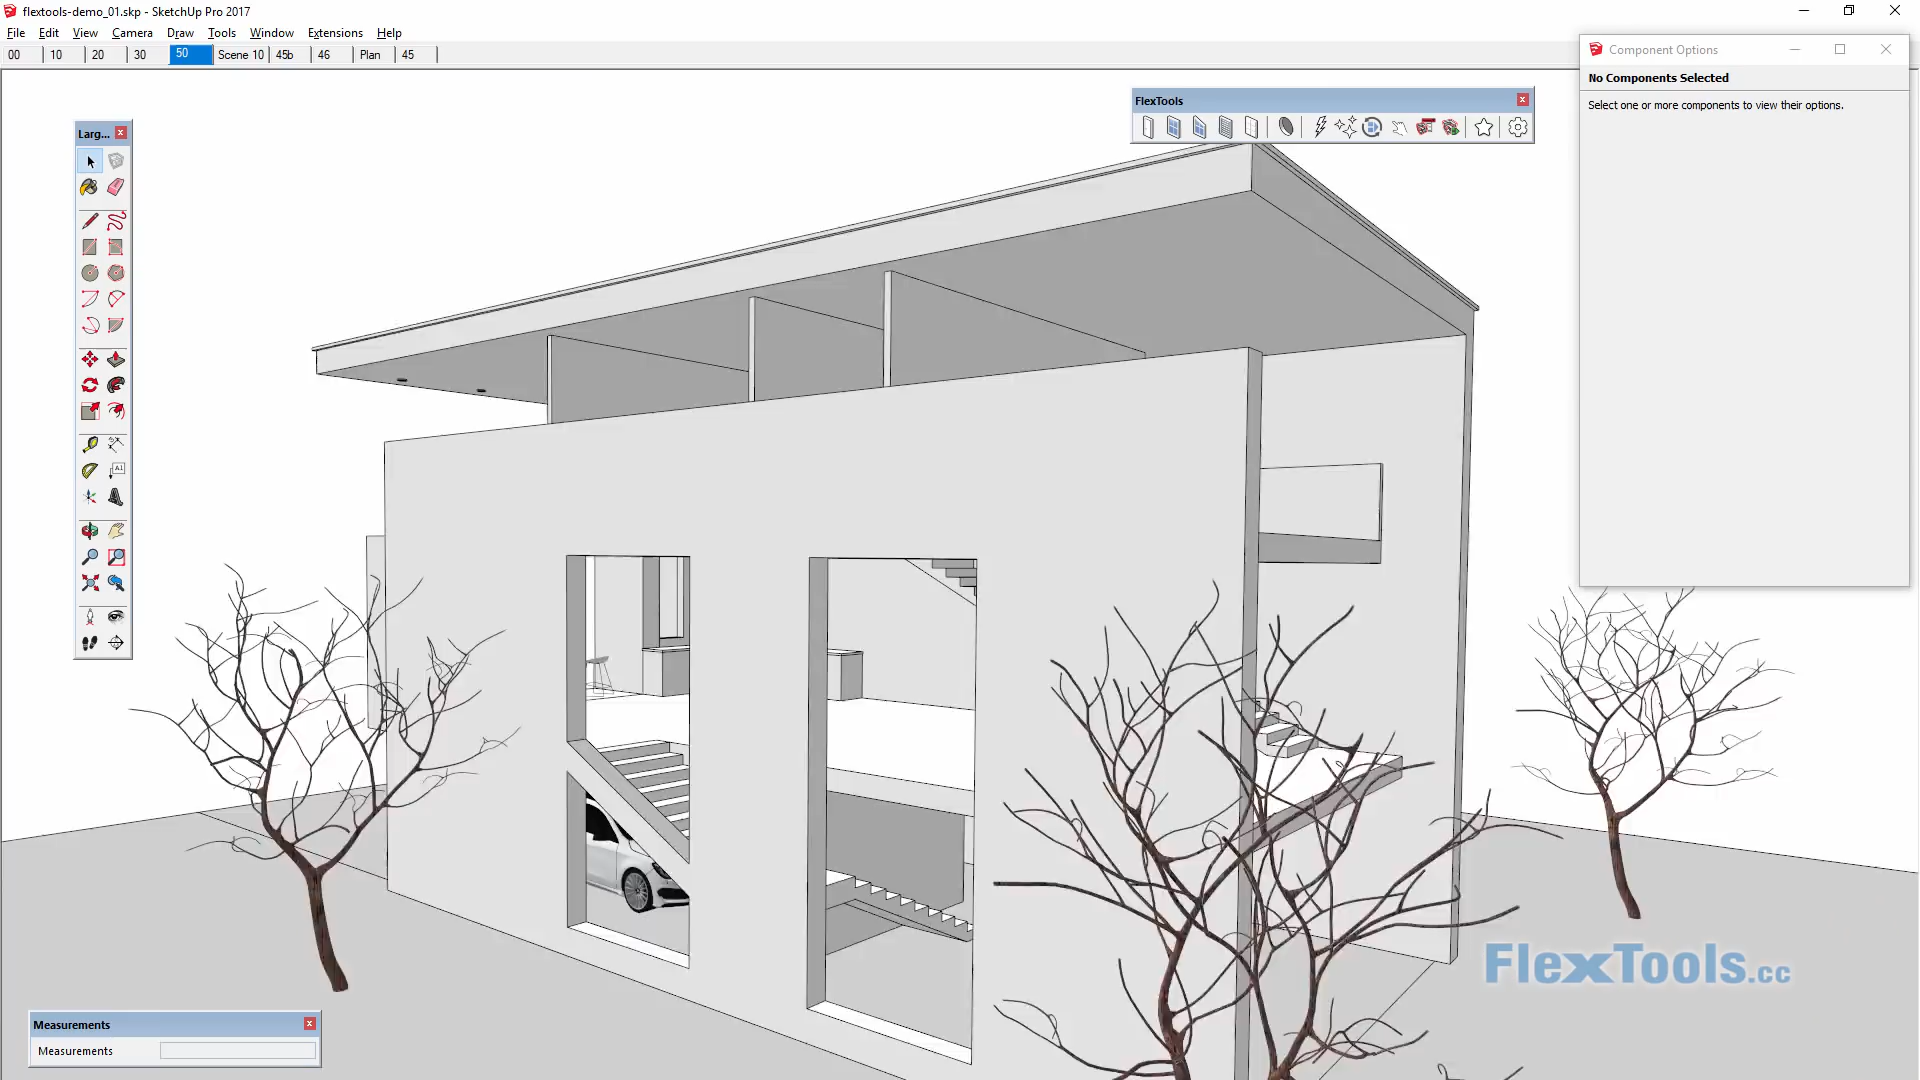 flextools-demo_01.skp - SketchUp Pro 2017
File Edit View Camera Draw Tools Window Extensions Help
00 10 20 30 50 Scene 10 45b 46 Plan 45
Component Options
No Components Selected
Select one or more components to view their options.
FlexTools
Larg...
A1
FlexTools.cc
Measurements
Measurements